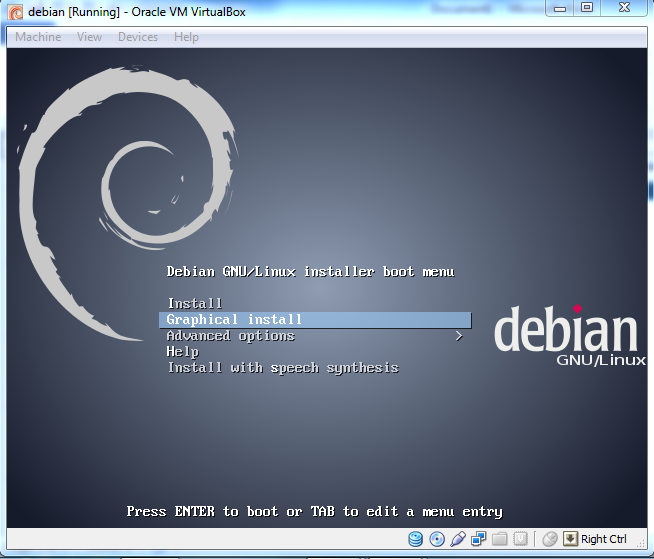 debian [Running] - Oracle VM VirtualBox
Machine View Devices Help
Debian GNU/Linux installer boot menu
Install
Graphical install
Advanced options >
Help
Install with speech synthesis
debian
GNU/Linux
Press ENTER to boot or TAB to edit a menu entry
Right Ctrl